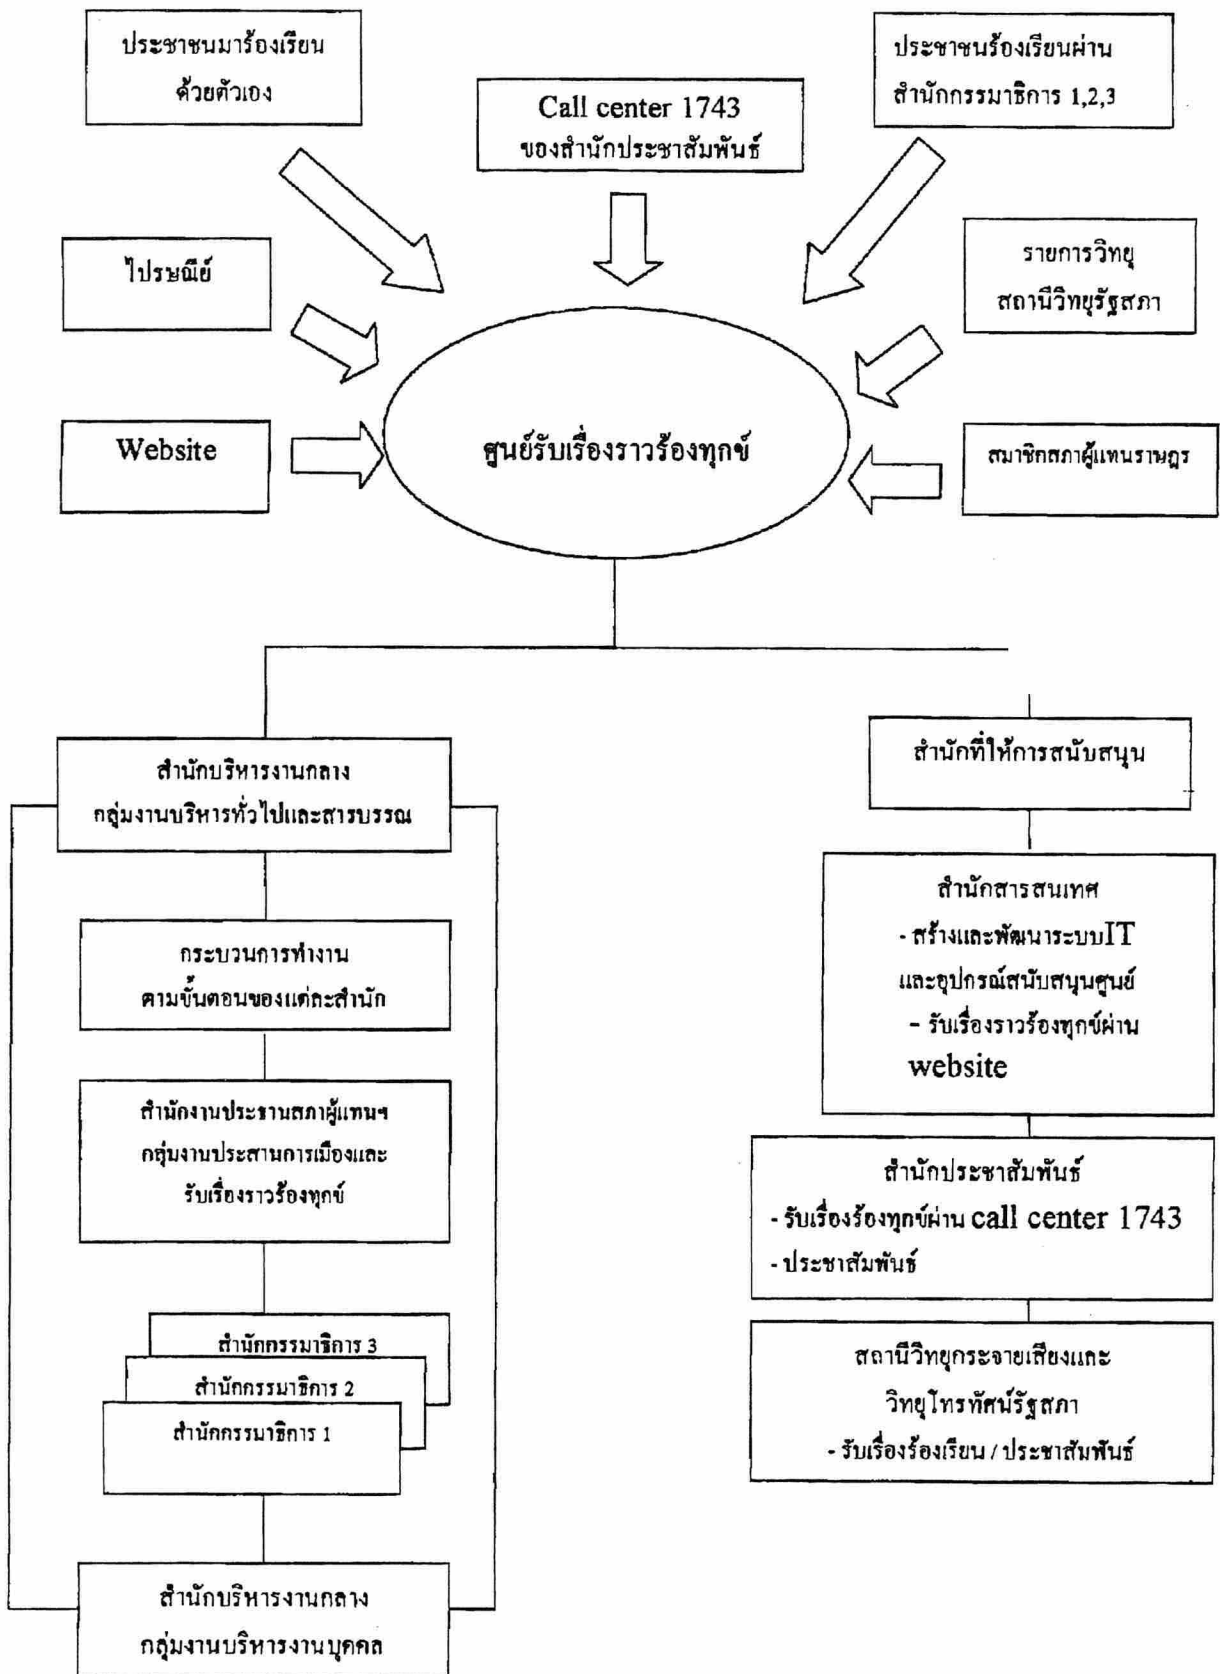 ประชาชนมาร้องเรียน
ด้วยตัวเอง
Call center 1743
ของสำนักประชาสัมพันธ์
ประชาชนร้องเรียนผ่าน
สำนักกรรมาธิการ 1,2,3
ไปรษณีย์
รายการวิทยุ
สถานีวิทยุรัฐสภา
Website
ศูนย์รับเรื่องราวร้องทุกข์
สมาชิกสภาผู้แทนราษฎร
สำนักบริหารงานกลาง
กลุ่มงานบริหารทั่วไปและสารบรรณ
กระบวนการทำงาน
ตามขั้นตอนของแต่ละสำนัก
สำนักงานประธานสภาผู้แทนฯ
กลุ่มงานประสานการเมืองและ
รับเรื่องราวร้องทุกข์
สำนักกรรมาธิการ 3
สำนักกรรมาธิการ 2
สำนักกรรมาธิการ 1
สำนักบริหารงานกลาง
กลุ่มงานบริหารงานบุคคล
สำนักที่ให้การสนับสนุน
สำนักสารสนเทศ
- สร้างและพัฒนาระบบIT
และอุปกรณ์สนับสนุนศูนย์
- รับเรื่องราวร้องทุกข์ผ่าน
website
สำนักประชาสัมพันธ์
- รับเรื่องร้องทุกข์ผ่าน call center 1743
- ประชาสัมพันธ์
สถานีวิทยุกระจายเสียงและ
วิทยุโทรทัศน์รัฐสภา
- รับเรื่องร้องเรียน / ประชาสัมพันธ์